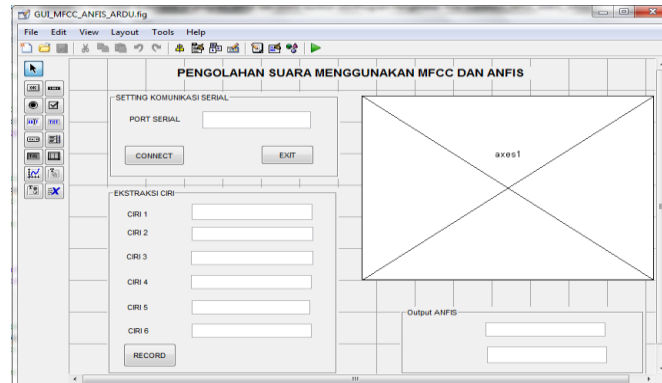 GUI_MFCC_ANFIS_ARDU.fig
File Edit View Layout Tools Help
PENGOLAHAN SUARA MENGGUNAKAN MFCC DAN ANFIS
SETTING KOMUNIKASI SERIAL
PORT SERIAL
CONNECT EXIT
axes1
EKSTRAKSI CIRI
CIRI 1
CIRI 2
CIRI 3
CIRI 4
CIRI 5
CIRI 6
RECORD
Output ANFIS